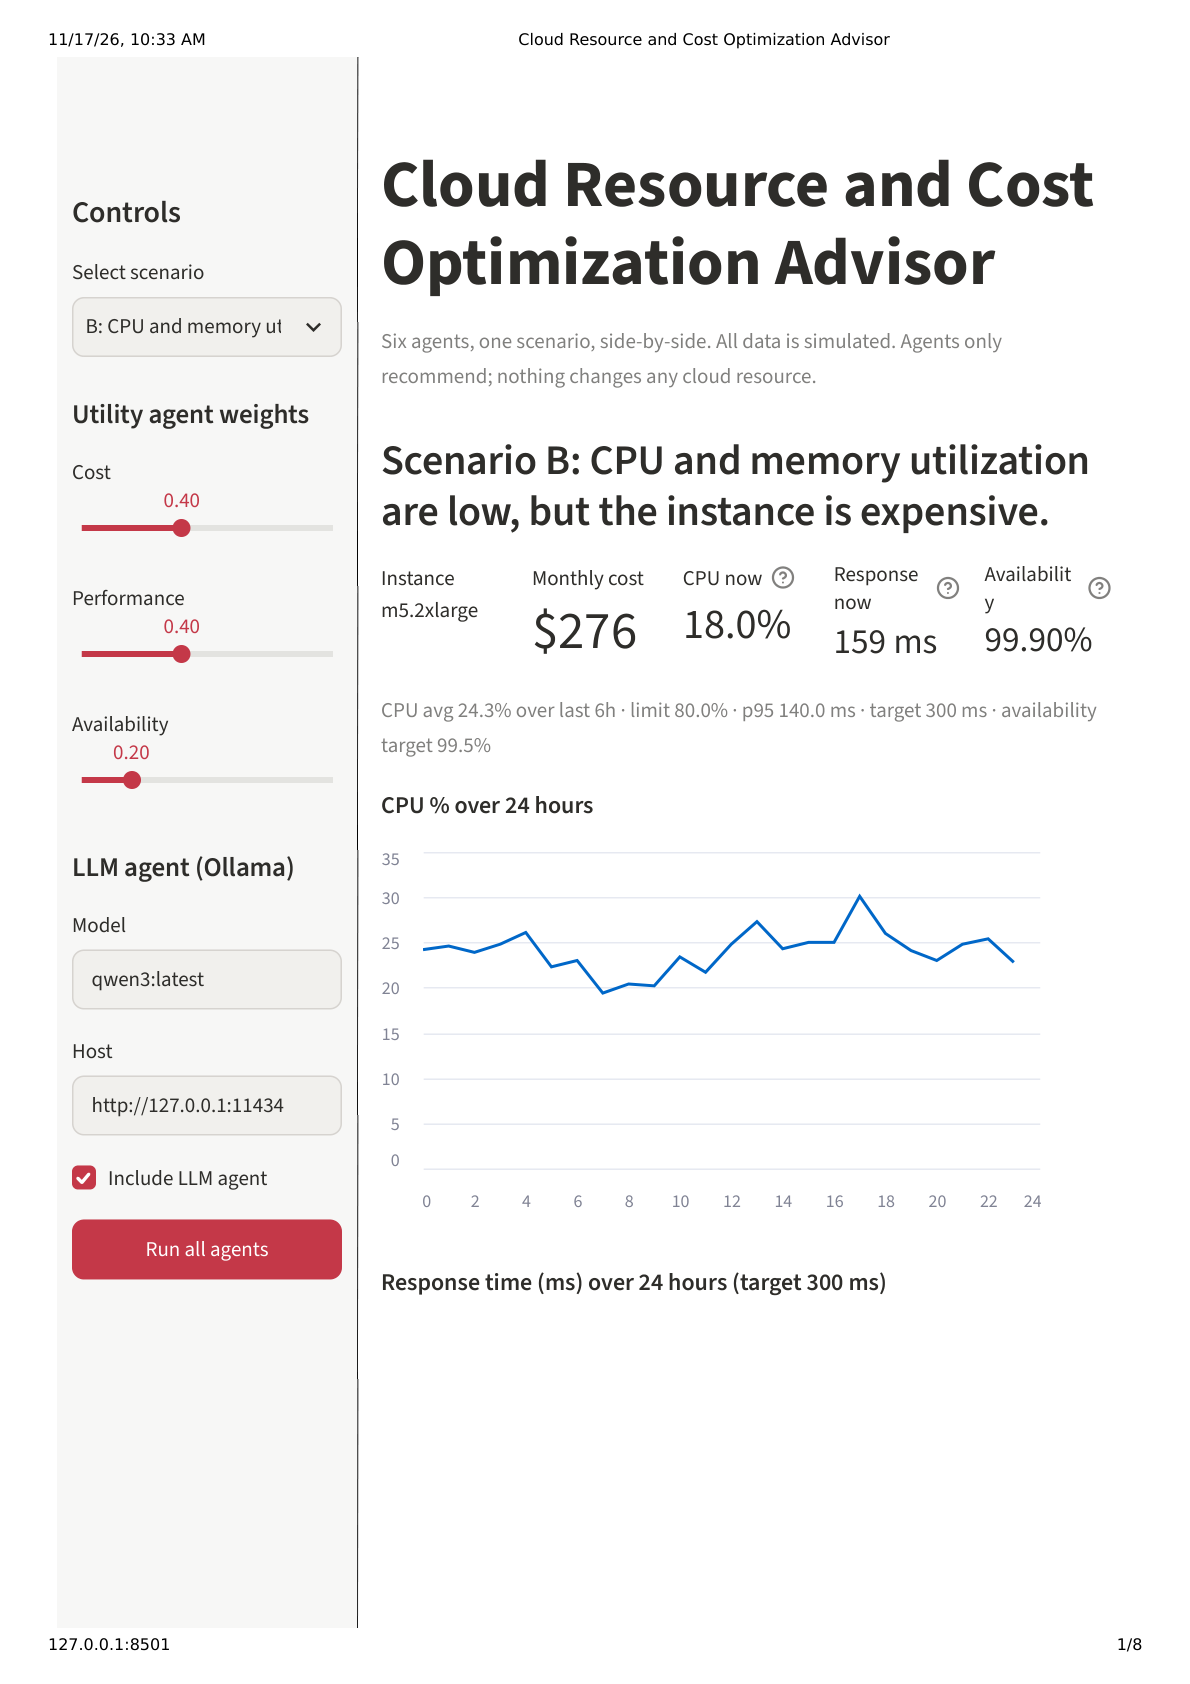 11/17/26, 10:33 AM
Cloud Resource and Cost Optimization Advisor
Controls
Select scenario
B: CPU and memory ut
Utility agent weights
Cost
0.40
Performance
0.40
Availability
0.20
LLM agent (Ollama)
Model
qwen3:latest
Host
http://127.0.0.1:11434
Include LLM agent
Run all agents
Cloud Resource and Cost
Optimization Advisor
Six agents, one scenario, side-by-side. All data is simulated. Agents only
recommend; nothing changes any cloud resource.
Scenario B: CPU and memory utilization
are low, but the instance is expensive.
Instance
m5.2xlarge
Monthly cost
$276
CPU now
18.0%
Response
now
159 ms
Availabilit
y
99.90%
CPU avg 24.3% over last 6h · limit 80.0% · p95 140.0 ms · target 300 ms · availability
target 99.5%
CPU % over 24 hours
35
30
25
20
15
10
5
0
0 2 4 6 8 10 12 14 16 18 20 22 24
Response time (ms) over 24 hours (target 300 ms)
127.0.0.1:8501
1/8